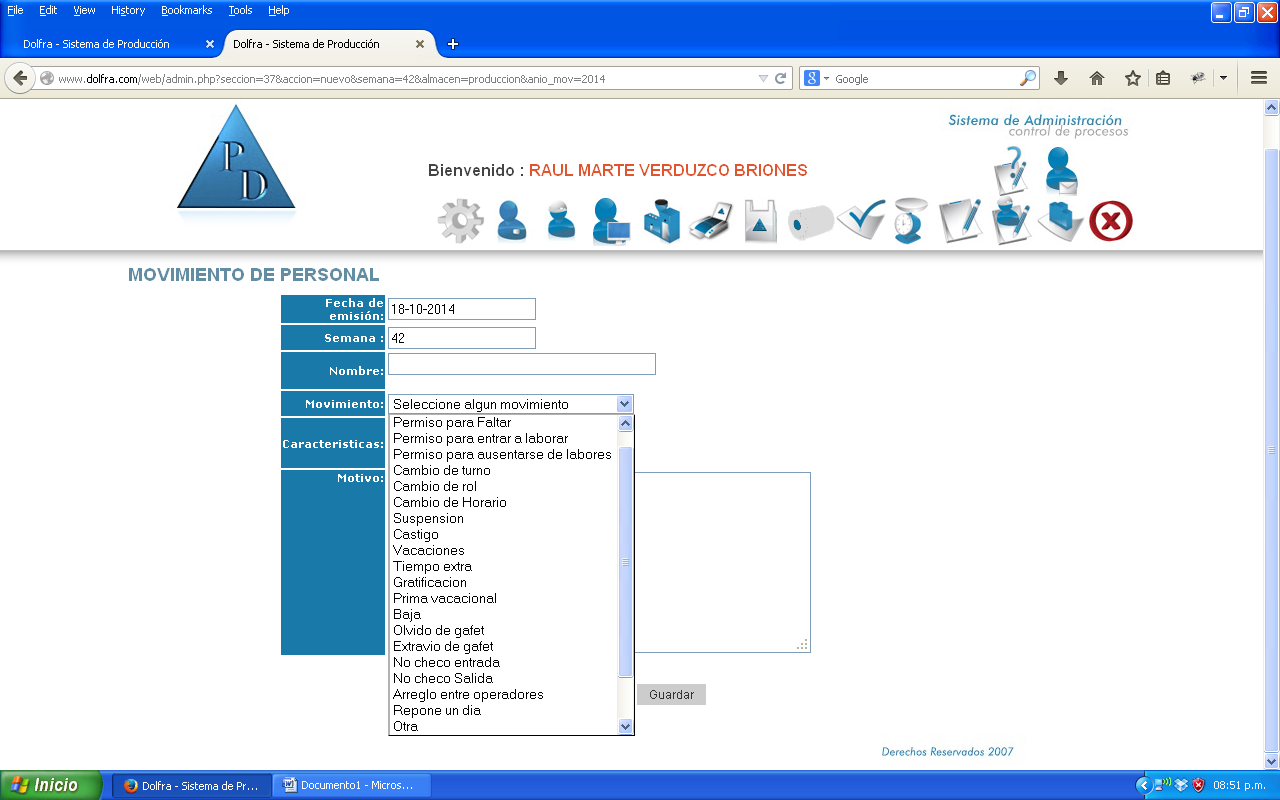 File Edit View History Bookmarks Tools Help
Dolfra - Sistema de Producción
Dolfra - Sistema de Producción
www.dolfra.com/web/admin.php?seccion=37&accion=nuevo&semana=42&almacen=produccion&anio_mov=2014
Google
Sistema de Administración
control de procesos
PD
Bienvenido : RAUL MARTE VERDUZCO BRIONES
MOVIMIENTO DE PERSONAL
Fecha de
emisión:
18-10-2014
Semana :
42
Nombre:
Movimiento:
Seleccione algun movimiento
Caracteristicas:
Motivo:
Permiso para Faltar
Permiso para entrar a laborar
Permiso para ausentarse de labores
Cambio de turno
Cambio de rol
Cambio de Horario
Suspension
Castigo
Vacaciones
Tiempo extra
Gratificacion
Prima vacacional
Baja
Olvido de gafet
Extravio de gafet
No checo entrada
No checo Salida
Arreglo entre operadores
Repone un dia
Otra
Guardar
Derechos Reservados 2007
Inicio
Dolfra - Sistema de Pr...
Documento1 - Micros...
08:51 p.m.